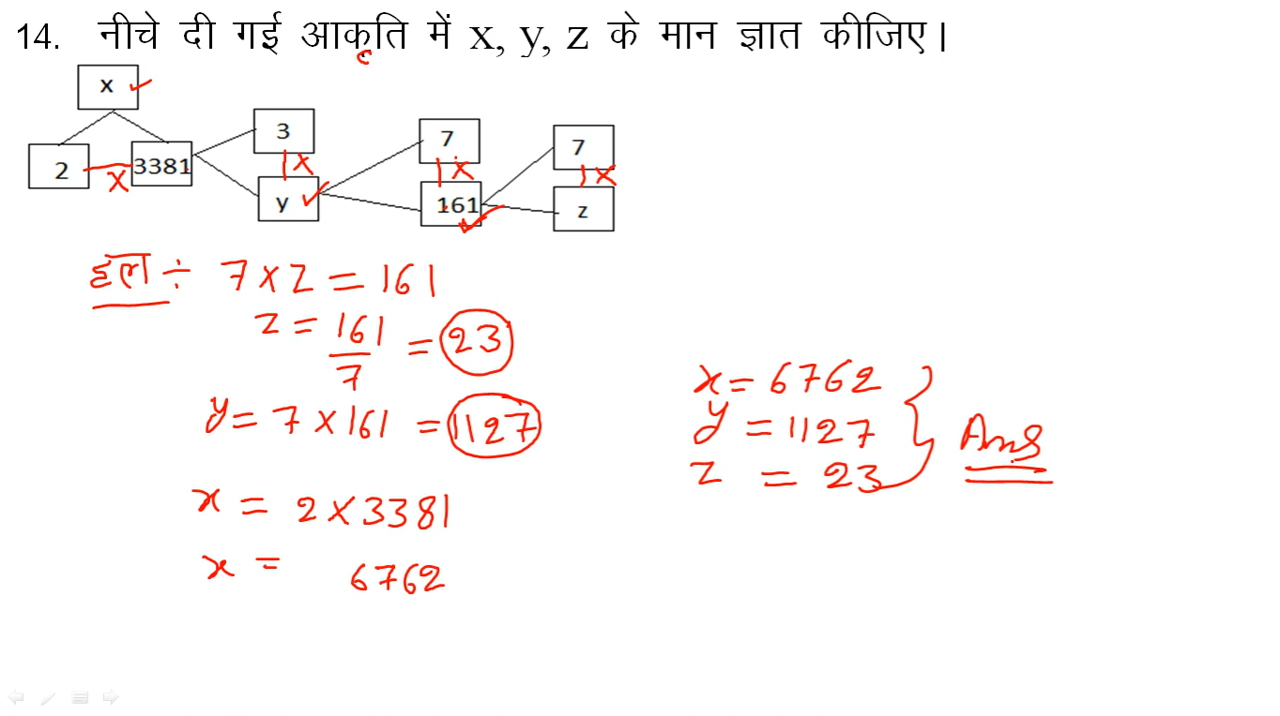 14. नीचे दी गई आकृति में x, y, z के मान ज्ञात कीजिए।
x
2 x 3381
3 x y
7 x 161
7 x z
हल ÷ 7 x z = 161
z = 161/7 = 23
y = 7 x 161 = 1127
x = 2 x 3381
x = 6762
x = 6762
y = 1127
z = 23
} Ans